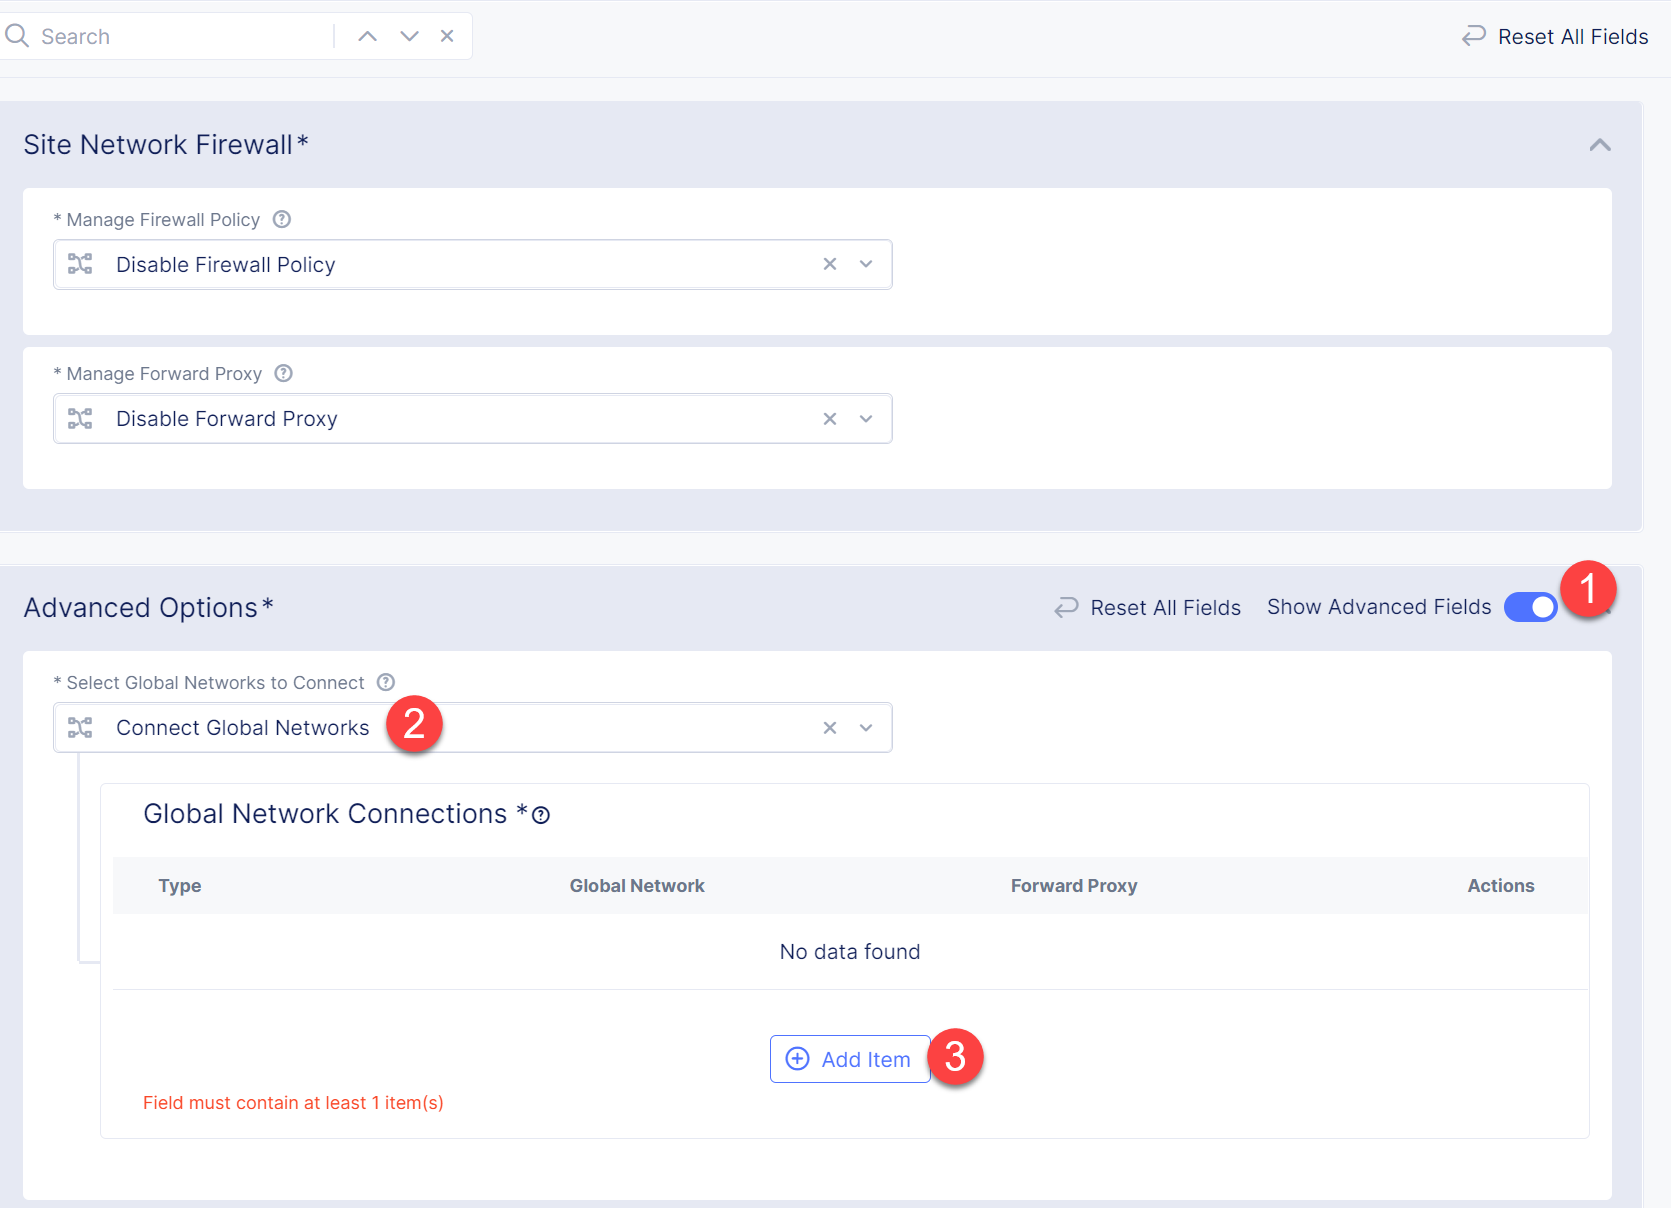 Search
Reset All Fields
Site Network Firewall*
* Manage Firewall Policy ?
Disable Firewall Policy
* Manage Forward Proxy ?
Disable Forward Proxy
Advanced Options*
Reset All Fields
Show Advanced Fields
1
* Select Global Networks to Connect ?
Connect Global Networks
2
Global Network Connections * ?
Type Global Network Forward Proxy Actions
No data found
Add Item
3
Field must contain at least 1 item(s)